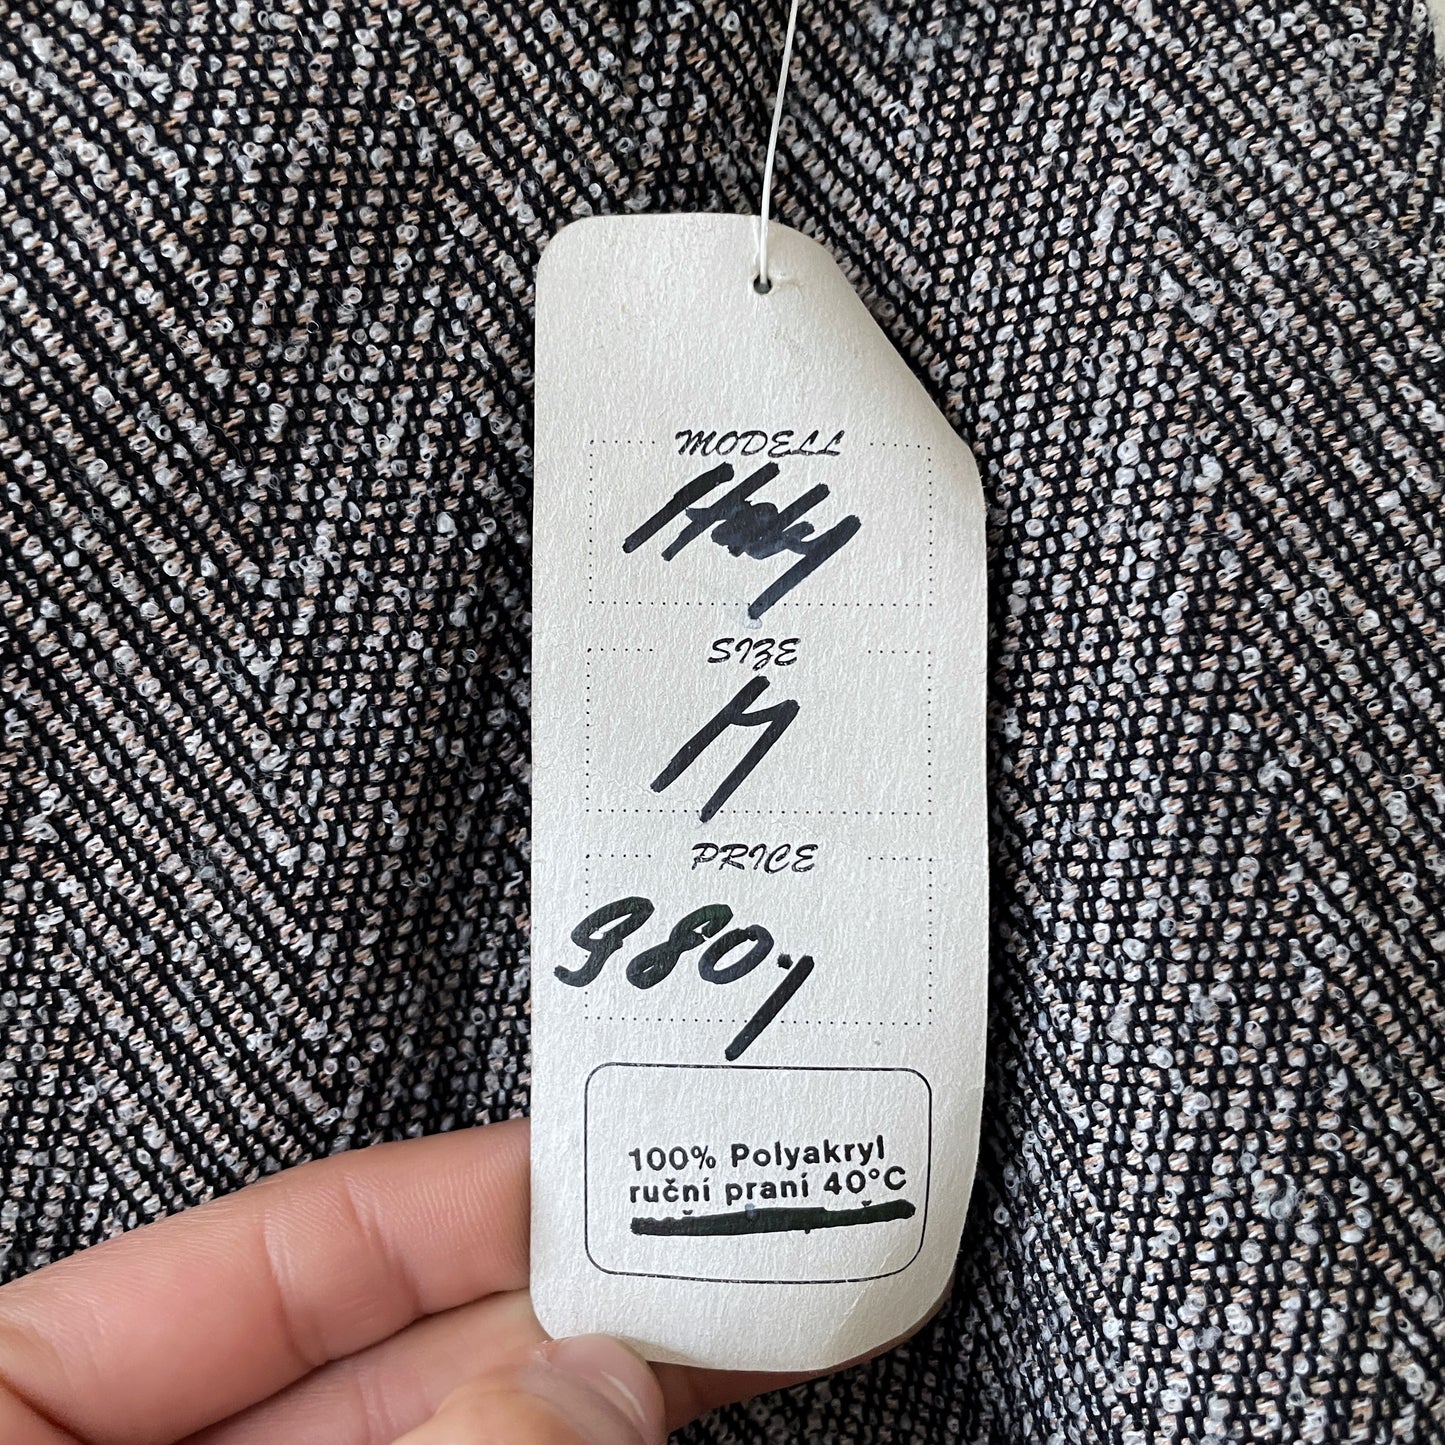 MODELL
SIZE
M
PRICE
980,
100% Polyakryl
ruční praní 40°C